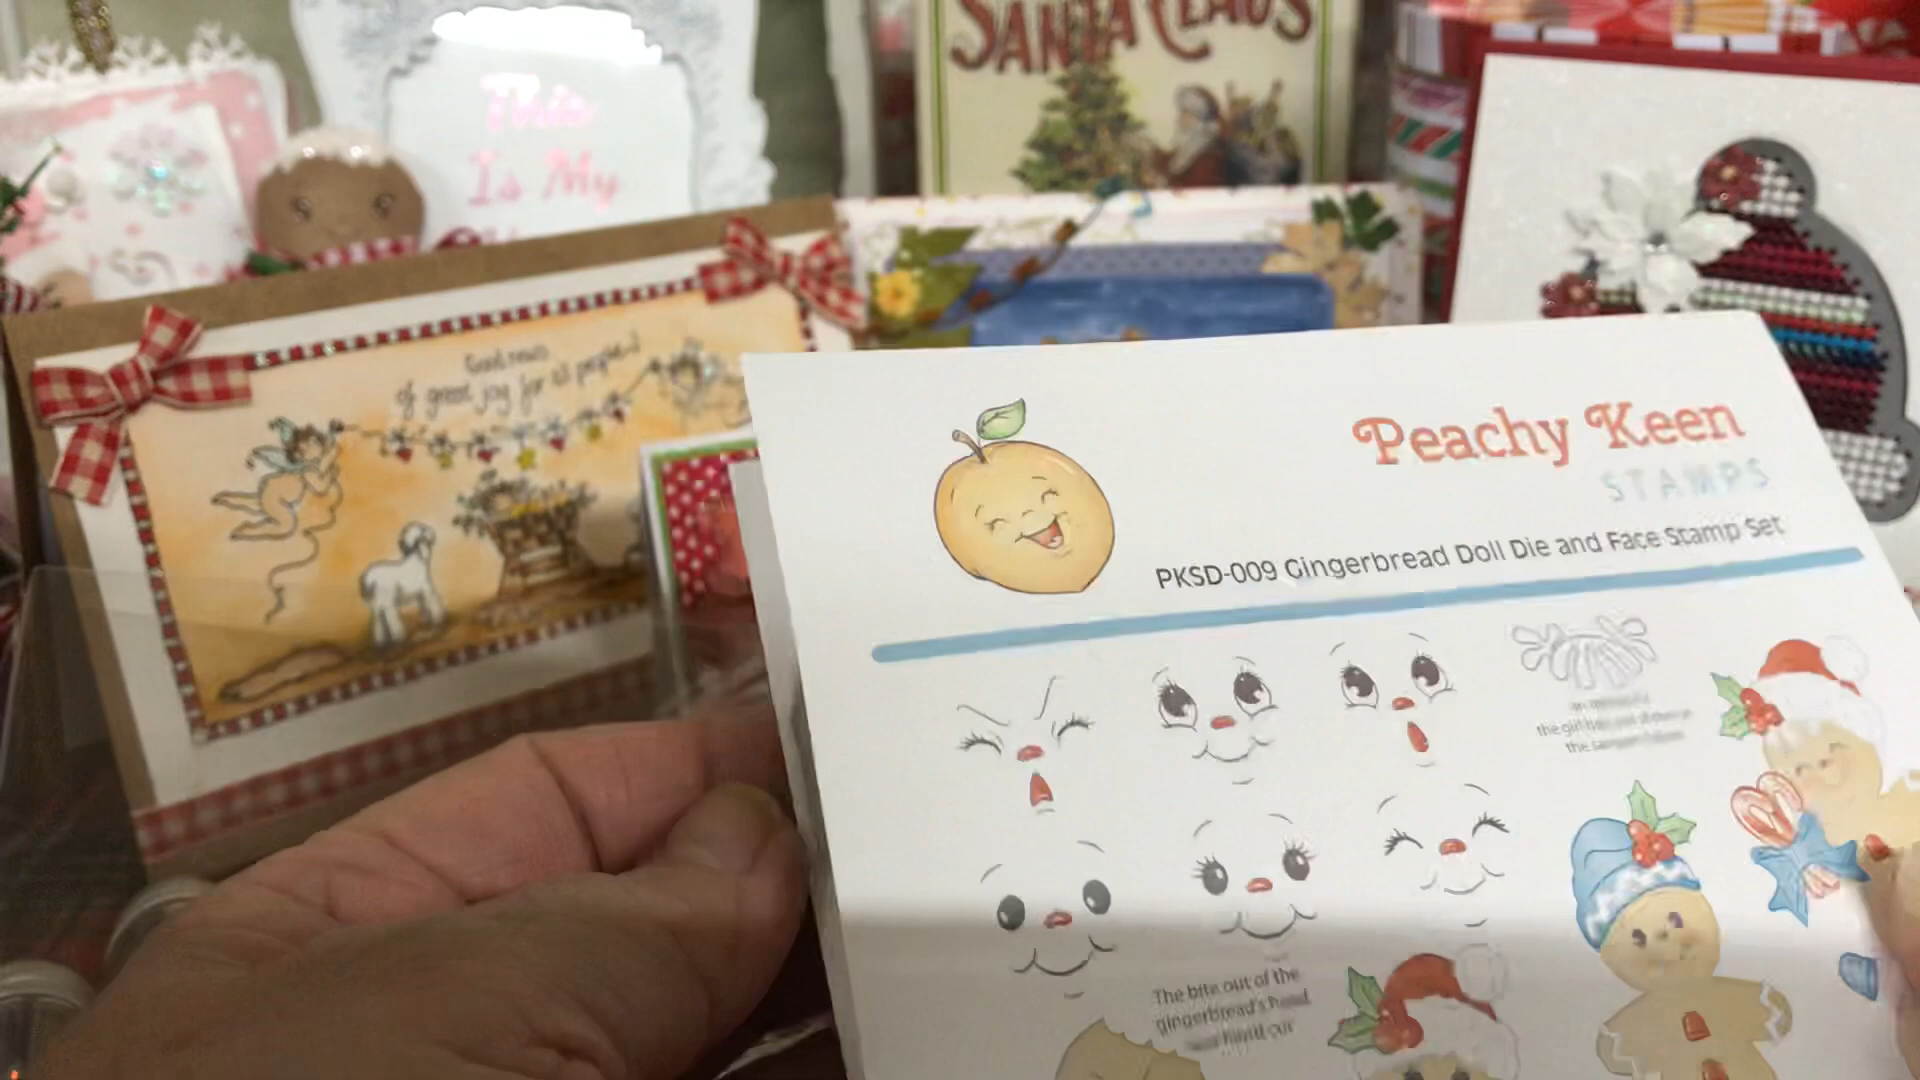 SANTA CLAUS
This
Is My
Good news
of great joy for all people
Peachy Keen
STAMPS
PKSD-009 Gingerbread Doll Die and Face Stamp Set
The bite out of the
gingerbread's head